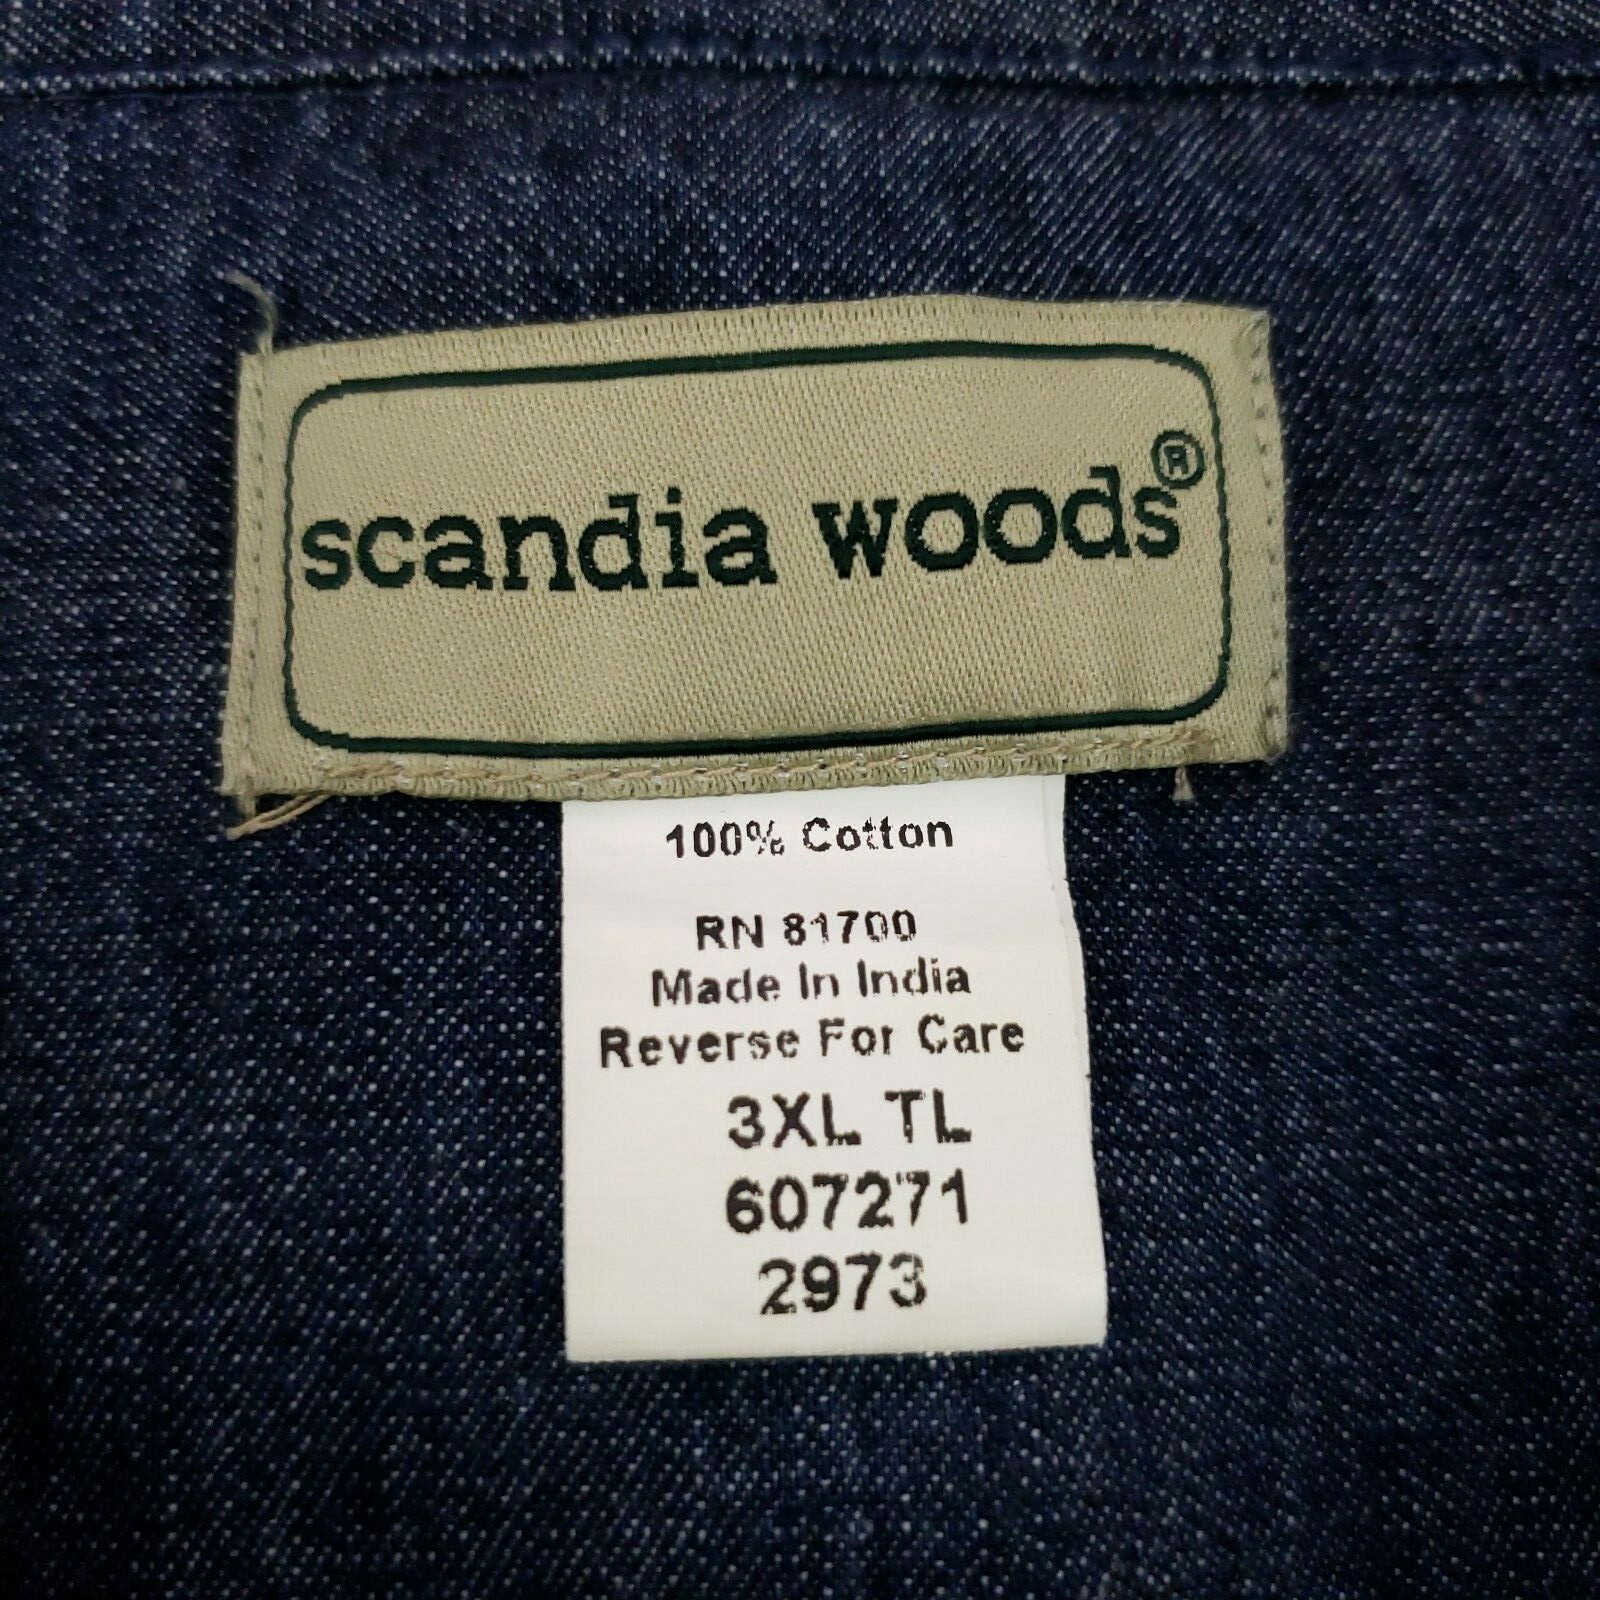 scandia woods®
100% Cotton
RN 81700
Made In India
Reverse For Care
3XL TL
607271
2973